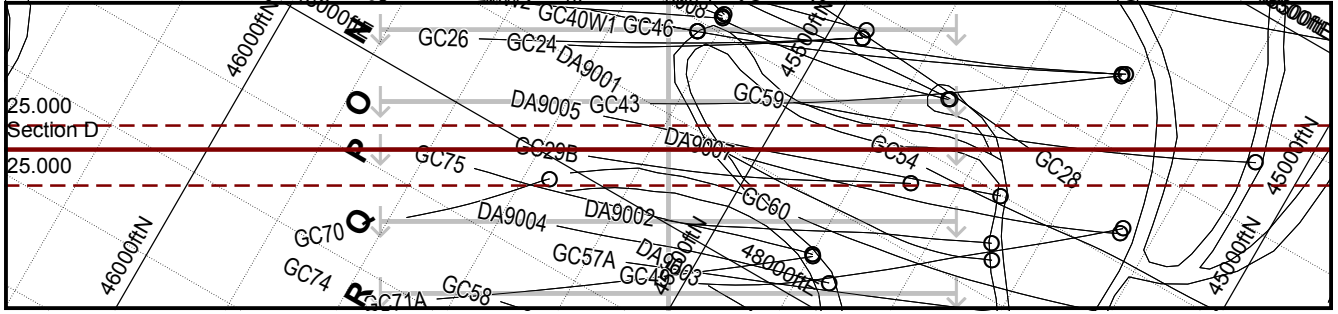 46000ftN
N
GC26
GC24
GC40W1
GC46
DA9001
45500ftN
25.000
O
DA9005
GC43
GC59
Section D
P
GC75
GC29B
DA9007
GC54
GC28
45000ftN
25.000
Q
DA9004
DA9002
GC60
GC70
46000ftN
GC57A
DA9003
48000ftE
45000ftN
GC74
R
GC71A
GC58